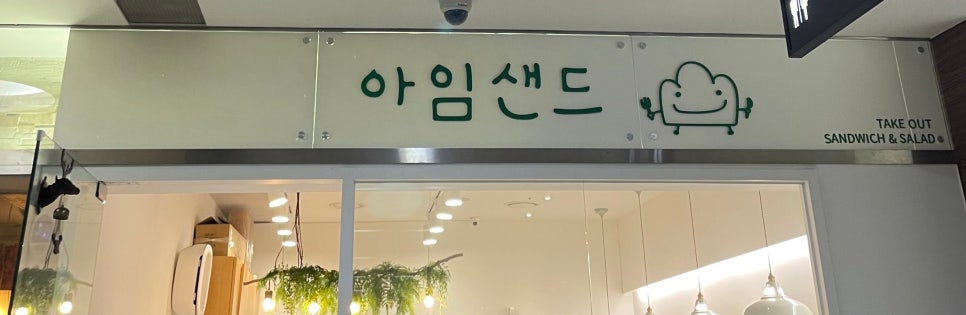 아임샌드
TAKE OUT
SANDWICH & SALAD